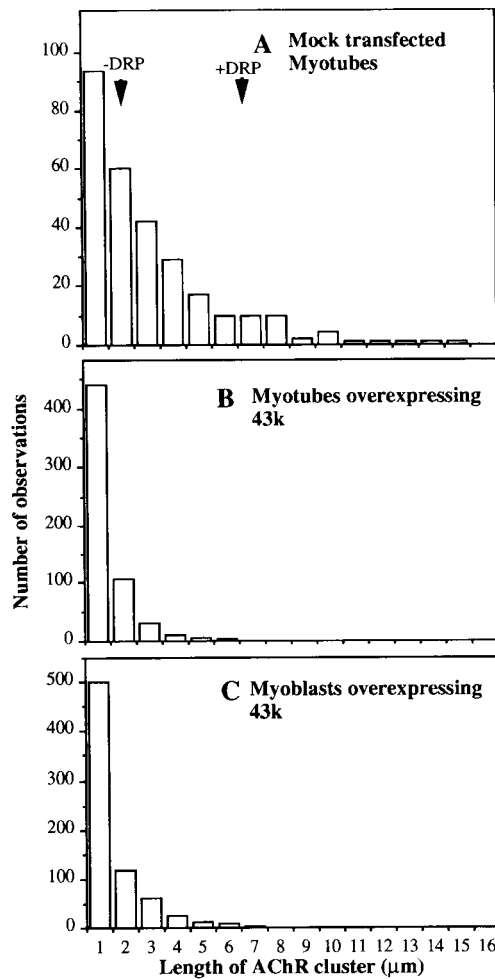 A Mock transfected
Myotubes
-DRP
+DRP
100
80
60
40
20
0
B Myotubes overexpressing
43k
400
300
200
100
0
C Myoblasts overexpressing
43k
500
400
300
200
100
0
Number of observations
1 2 3 4 5 6 7 8 9 10 11 12 13 14 15 16
Length of AChR cluster (μm)